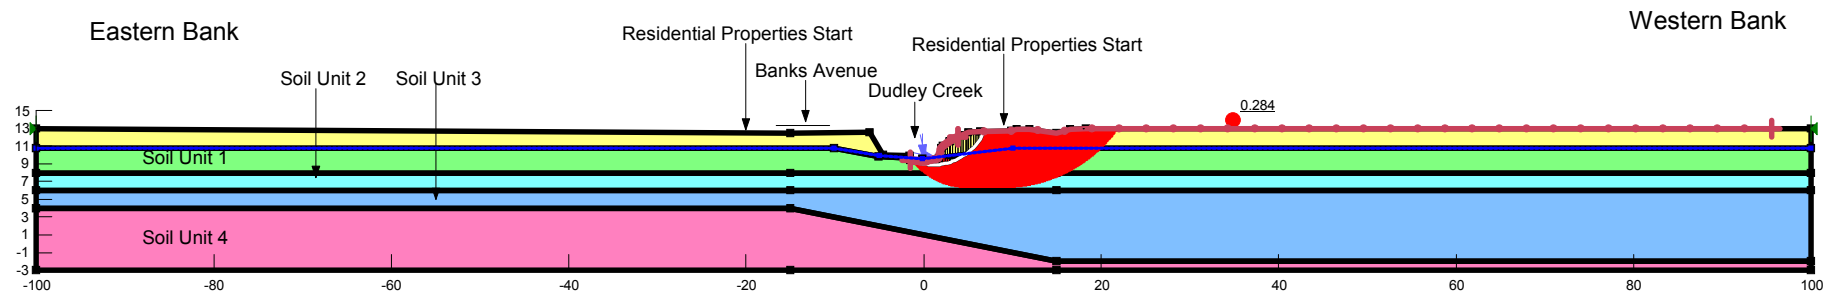 Eastern Bank
Western Bank
Residential Properties Start
Residential Properties Start
Banks Avenue
Soil Unit 2
Soil Unit 3
Dudley Creek
0.284
15
13
11
9
7
5
3
1
-1
-3
Soil Unit 1
Soil Unit 4
-100
-80
-60
-40
-20
0
20
40
60
80
100